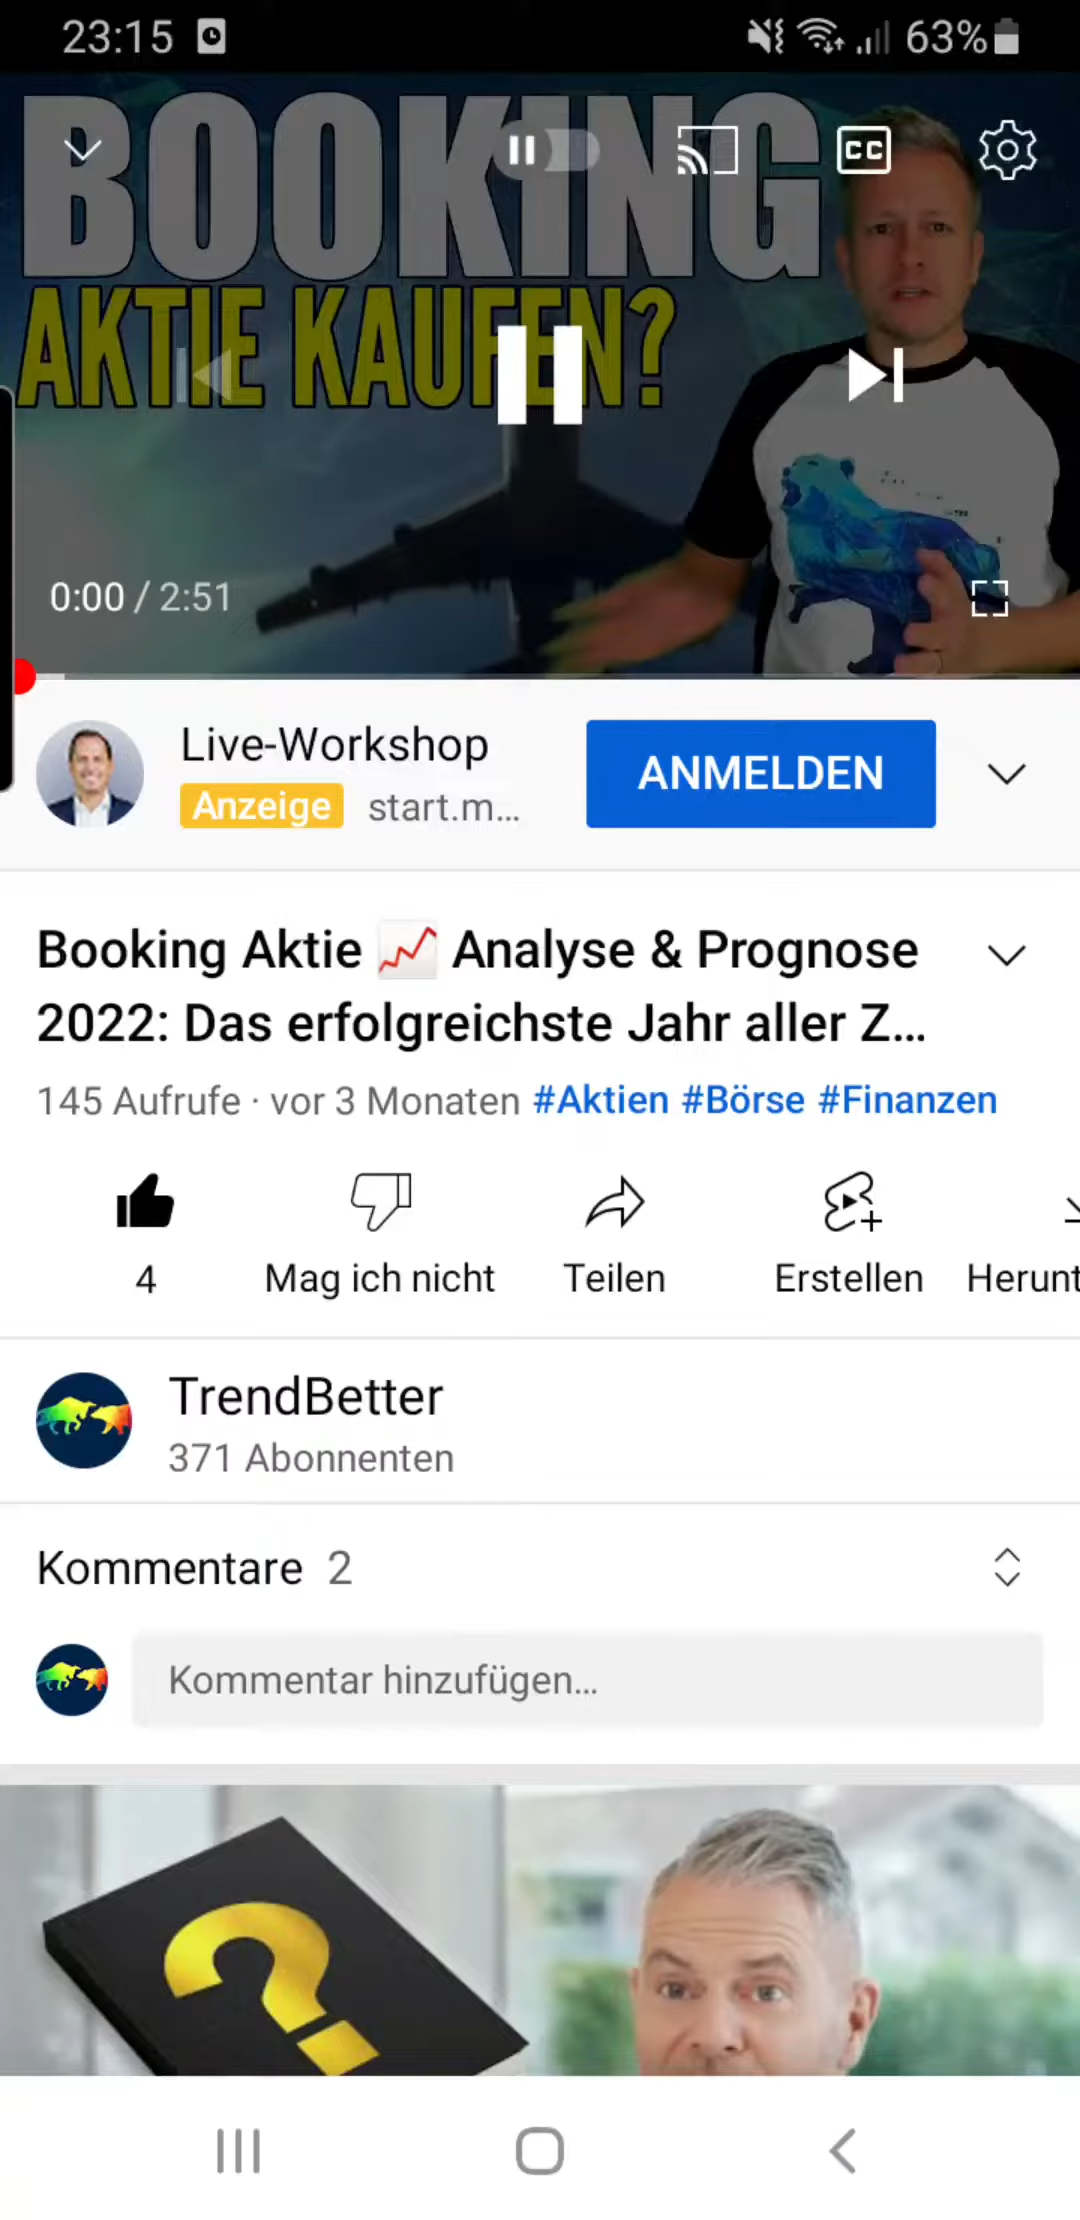 23:15
63%
BOOKING
AKTIE KAUFEN?
CC
0:00 / 2:51
Live-Workshop
ANMELDEN
Anzeige start.m...
Booking Aktie 📈 Analyse & Prognose
2022: Das erfolgreichste Jahr aller Z...
145 Aufrufe · vor 3 Monaten #Aktien #Börse #Finanzen
4
Mag ich nicht
Teilen
Erstellen
Herunt
TrendBetter
371 Abonnenten
Kommentare 2
Kommentar hinzufügen...
?